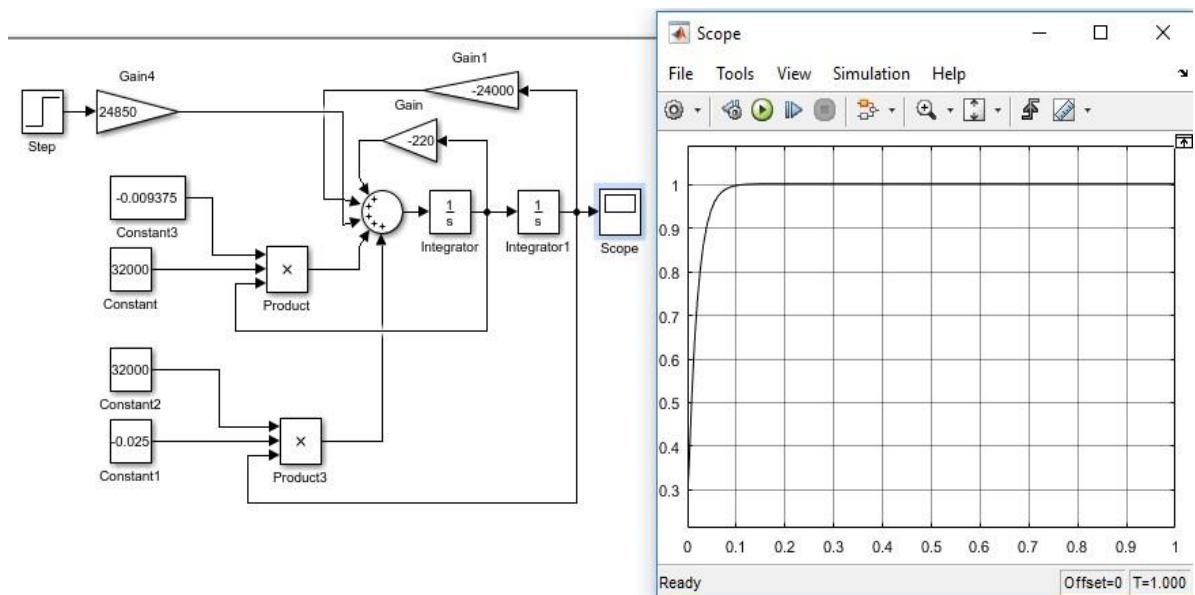 Gain4
24850
Step
Gain1
-24000
Gain
-220
-0.009375
Constant3
32000
Constant
×
Product
+
+
+
+
+
1
s
Integrator
1
s
Integrator1
Scope
32000
Constant2
-0.025
Constant1
×
Product3
Scope
File Tools View Simulation Help
1
0.9
0.8
0.7
0.6
0.5
0.4
0.3
0 0.1 0.2 0.3 0.4 0.5 0.6 0.7 0.8 0.9 1
Ready Offset=0 T=1.000